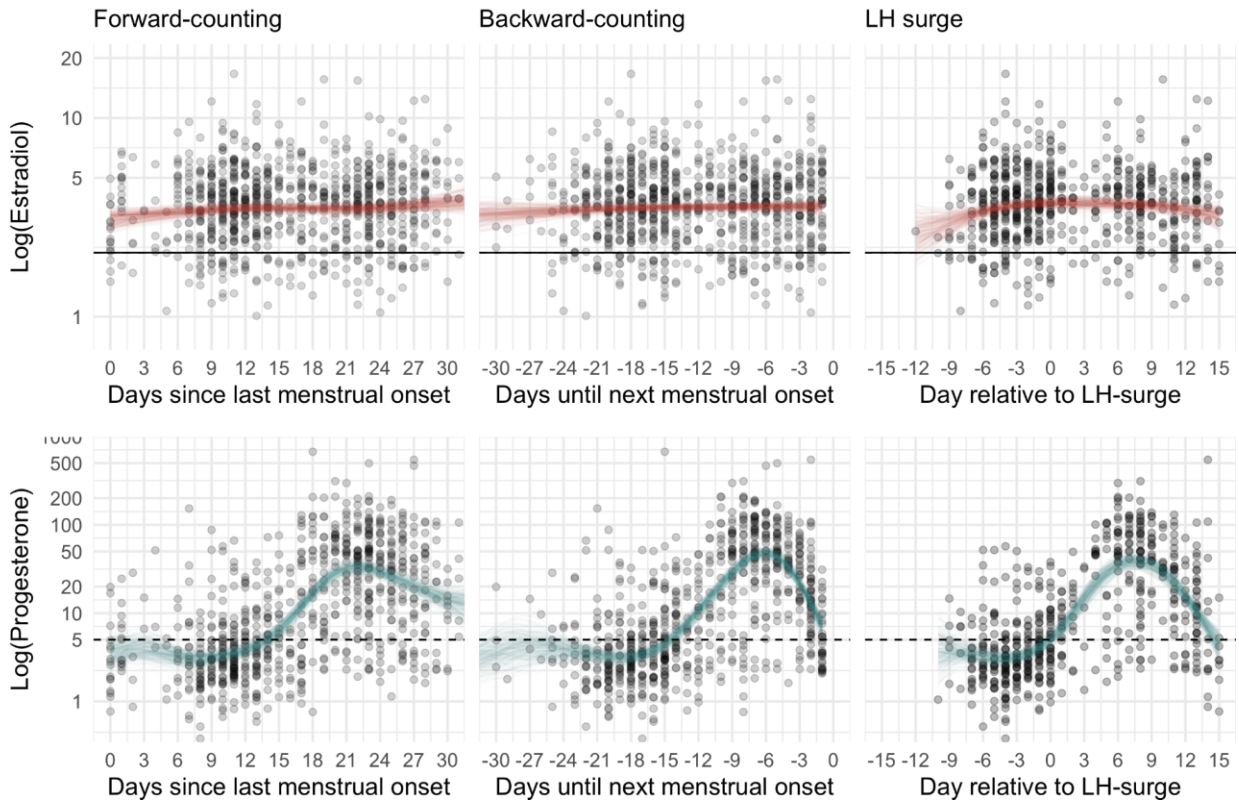 Forward-counting
Backward-counting
LH surge
Log(Estradiol)
20
10
5
1
0 3 6 9 12 15 18 21 24 27 30
-30 -27 -24 -21 -18 -15 -12 -9 -6 -3 0
-15 -12 -9 -6 -3 0 3 6 9 12 15
Days since last menstrual onset
Days until next menstrual onset
Day relative to LH-surge
Log(Progesterone)
1000
500
200
100
50
20
10
5
1
0 3 6 9 12 15 18 21 24 27 30
-30 -27 -24 -21 -18 -15 -12 -9 -6 -3 0
-15 -12 -9 -6 -3 0 3 6 9 12 15
Days since last menstrual onset
Days until next menstrual onset
Day relative to LH-surge